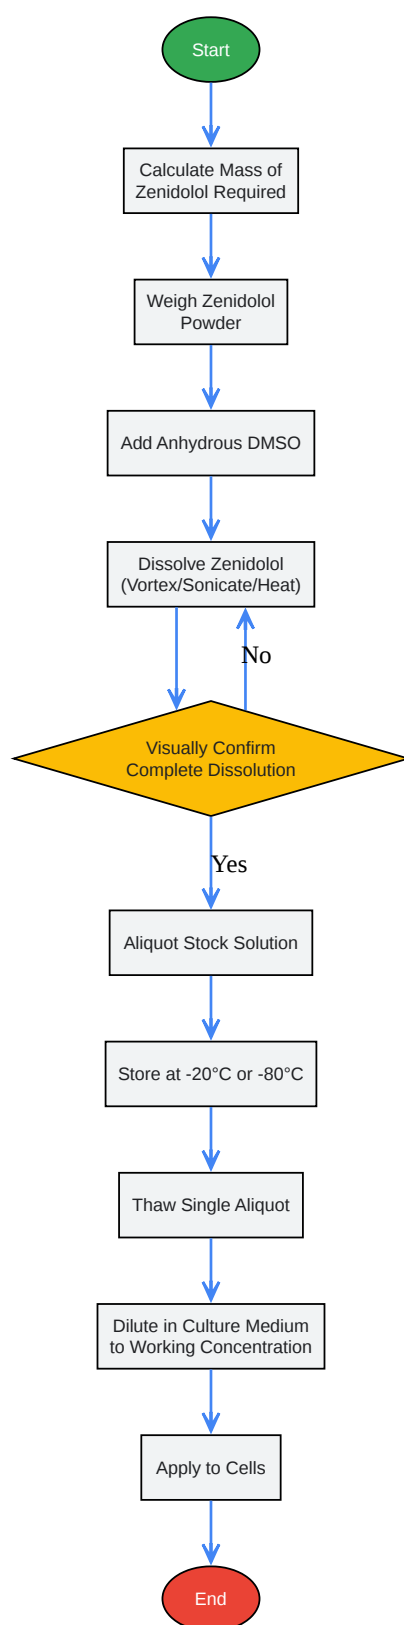 Start
Calculate Mass of
Zenidolol Required
Weigh Zenidolol
Powder
Add Anhydrous DMSO
Dissolve Zenidolol
(Vortex/Sonicate/Heat)
No
Visually Confirm
Complete Dissolution
Yes
Aliquot Stock Solution
Store at -20°C or -80°C
Thaw Single Aliquot
Dilute in Culture Medium
to Working Concentration
Apply to Cells
End